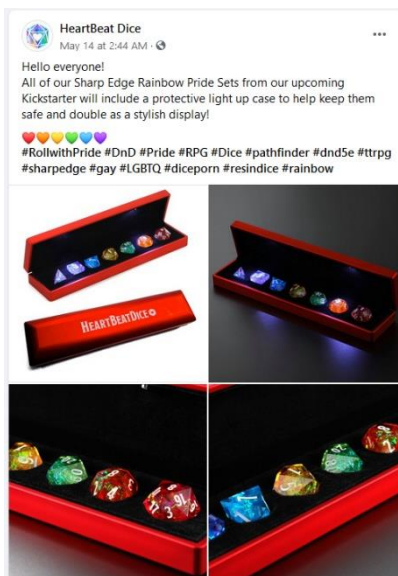 HeartBeat Dice
May 14 at 2:44 AM ·
Hello everyone!
All of our Sharp Edge Rainbow Pride Sets from our upcoming
Kickstarter will include a protective light up case to help keep them
safe and double as a stylish display!
#RollwithPride #DnD #Pride #RPG #Dice #pathfinder #dnd5e #ttrpg
#sharpedge #gay #LGBTQ #diceporn #resindice #rainbow
HEARTBEATDICE